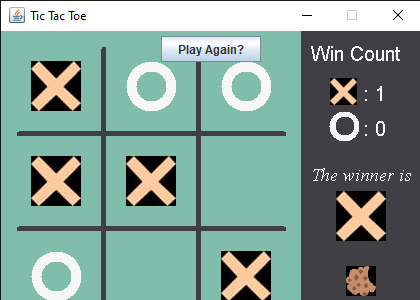 Tic Tac Toe
Play Again?
Win Count
: 1
: 0
The winner is